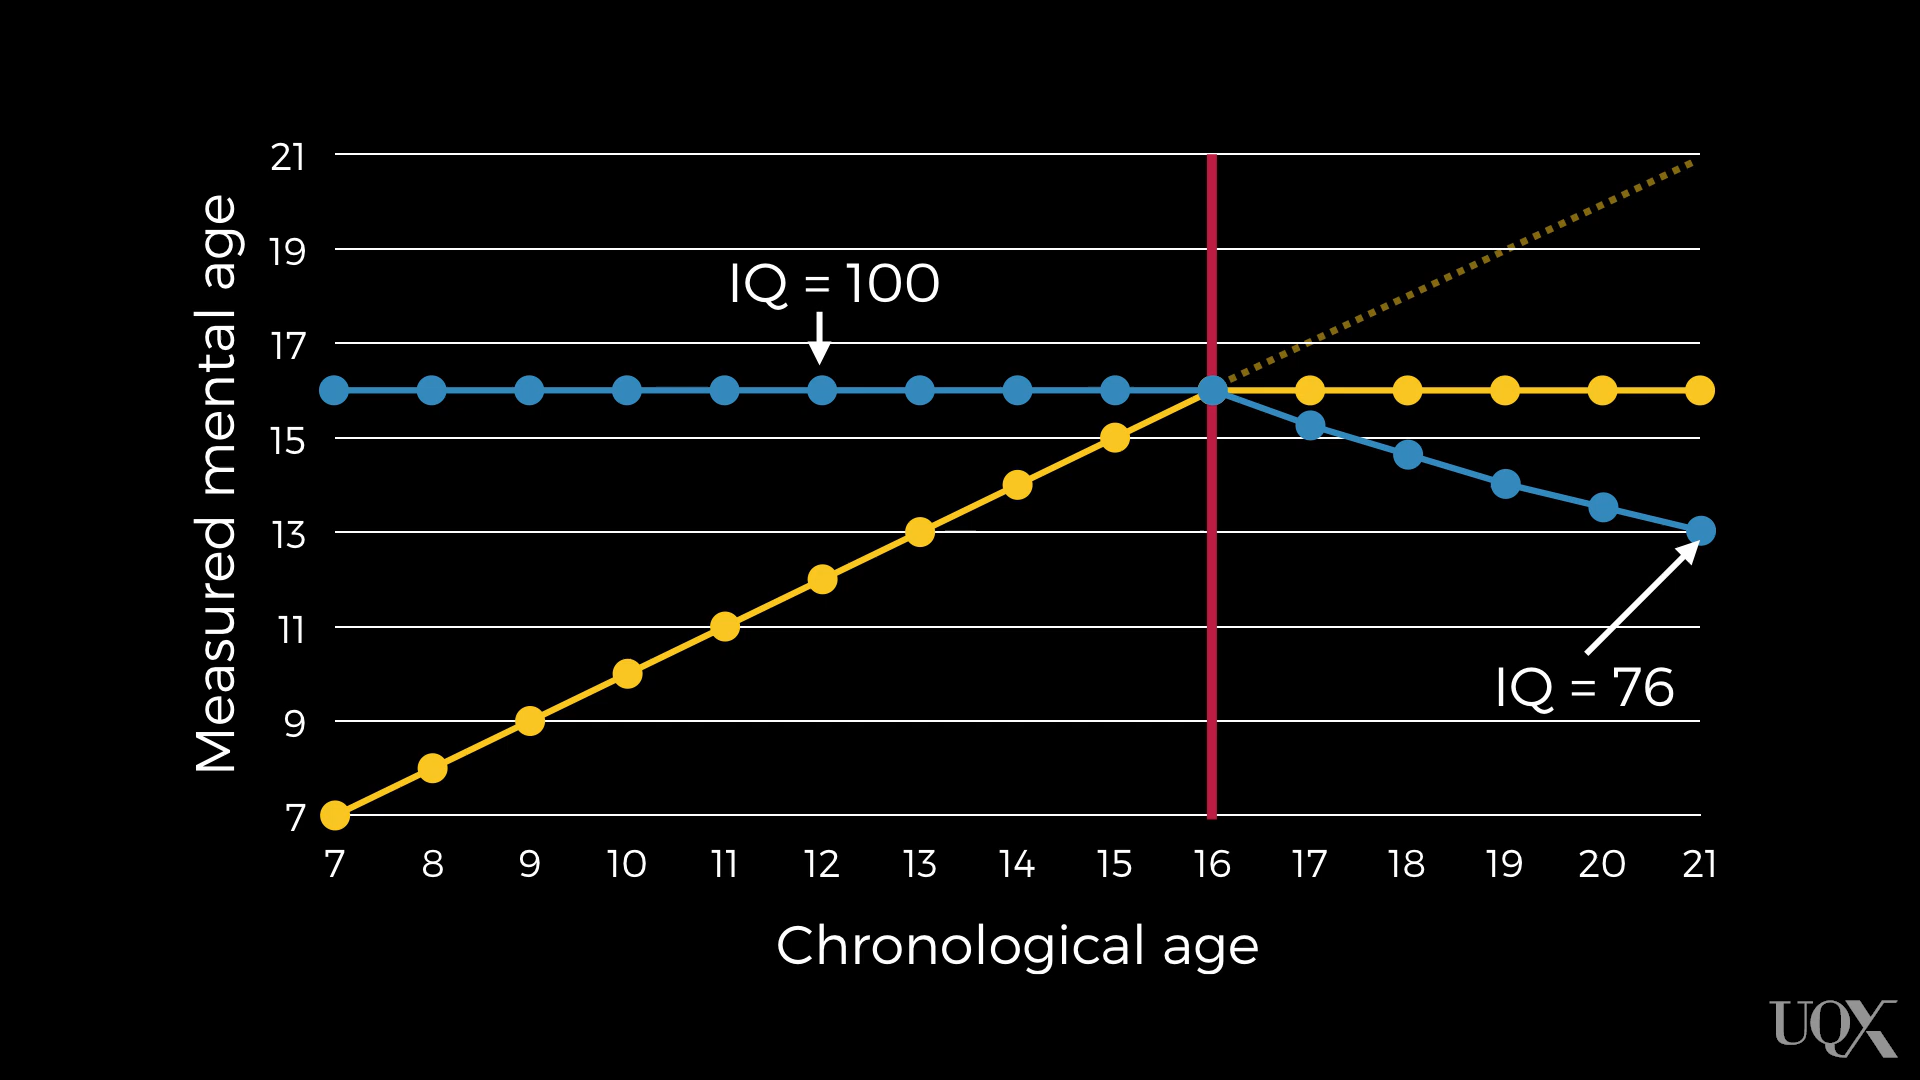 Measured mental age
21
19
17
15
13
11
9
7
IQ = 100
IQ = 76
7 8 9 10 11 12 13 14 15 16 17 18 19 20 21
Chronological age
UQX